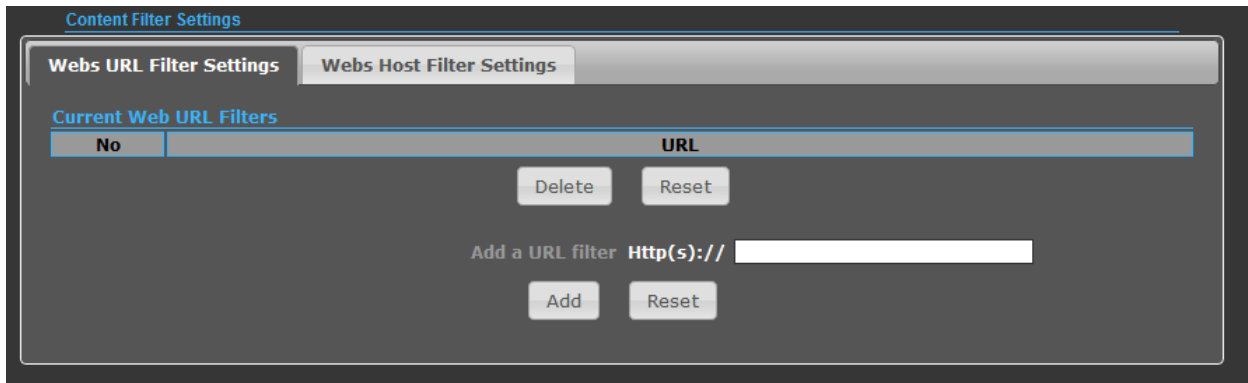 Content Filter Settings
Webs URL Filter Settings Webs Host Filter Settings
Current Web URL Filters
No URL
Delete Reset
Add a URL filter Http(s)://
Add Reset